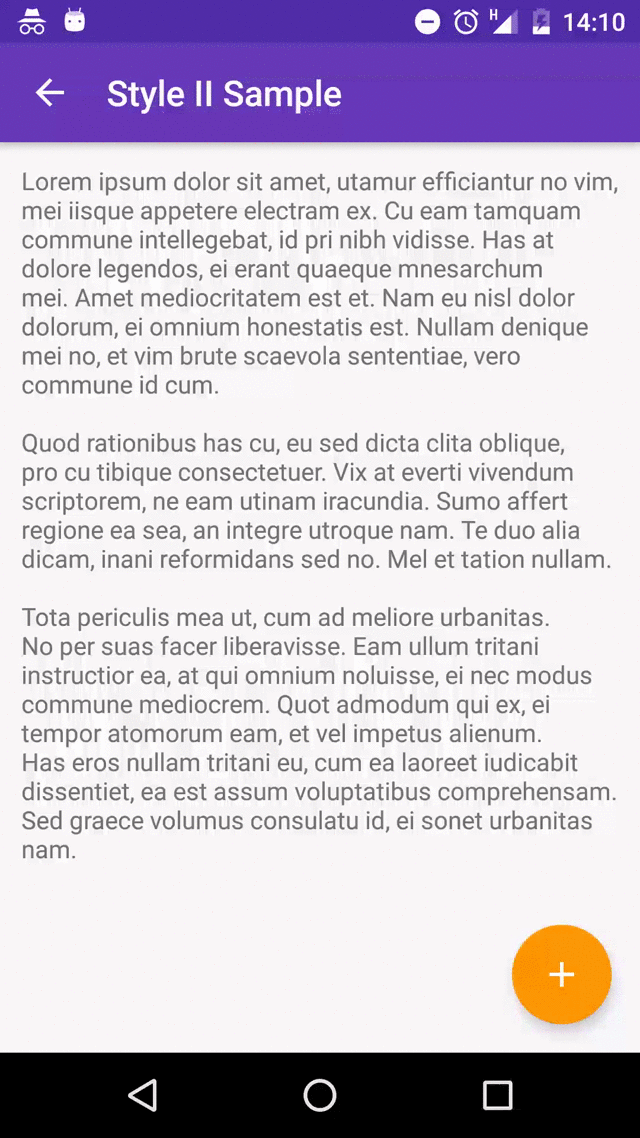 H 14:10
Style II Sample
Lorem ipsum dolor sit amet, utamur efficiantur no vim,
mei iisque appetere electram ex. Cu eam tamquam
commune intellegebat, id pri nibh vidisse. Has at
dolore legendos, ei erant quaeque mnesarchum
mei. Amet mediocritatem est et. Nam eu nisl dolor
dolorum, ei omnium honestatis est. Nullam denique
mei no, et vim brute scaevola sententiae, vero
commune id cum.
Quod rationibus has cu, eu sed dicta clita oblique,
pro cu tibique consectetuer. Vix at everti vivendum
scriptorem, ne eam utinam iracundia. Sumo affert
regione ea sea, an integre utroque nam. Te duo alia
dicam, inani reformidans sed no. Mel et tation nullam.
Tota periculis mea ut, cum ad meliore urbanitas.
No per suas facer liberavisse. Eam ullum tritani
instructior ea, at qui omnium noluisse, ei nec modus
commune mediocrem. Quot admodum qui ex, ei
tempor atomorum eam, et vel impetus alienum.
Has eros nullam tritani eu, cum ea laoreet iudicabit
dissentiet, ea est assum voluptatibus comprehensam.
Sed graece volumus consulatu id, ei sonet urbanitas
nam.